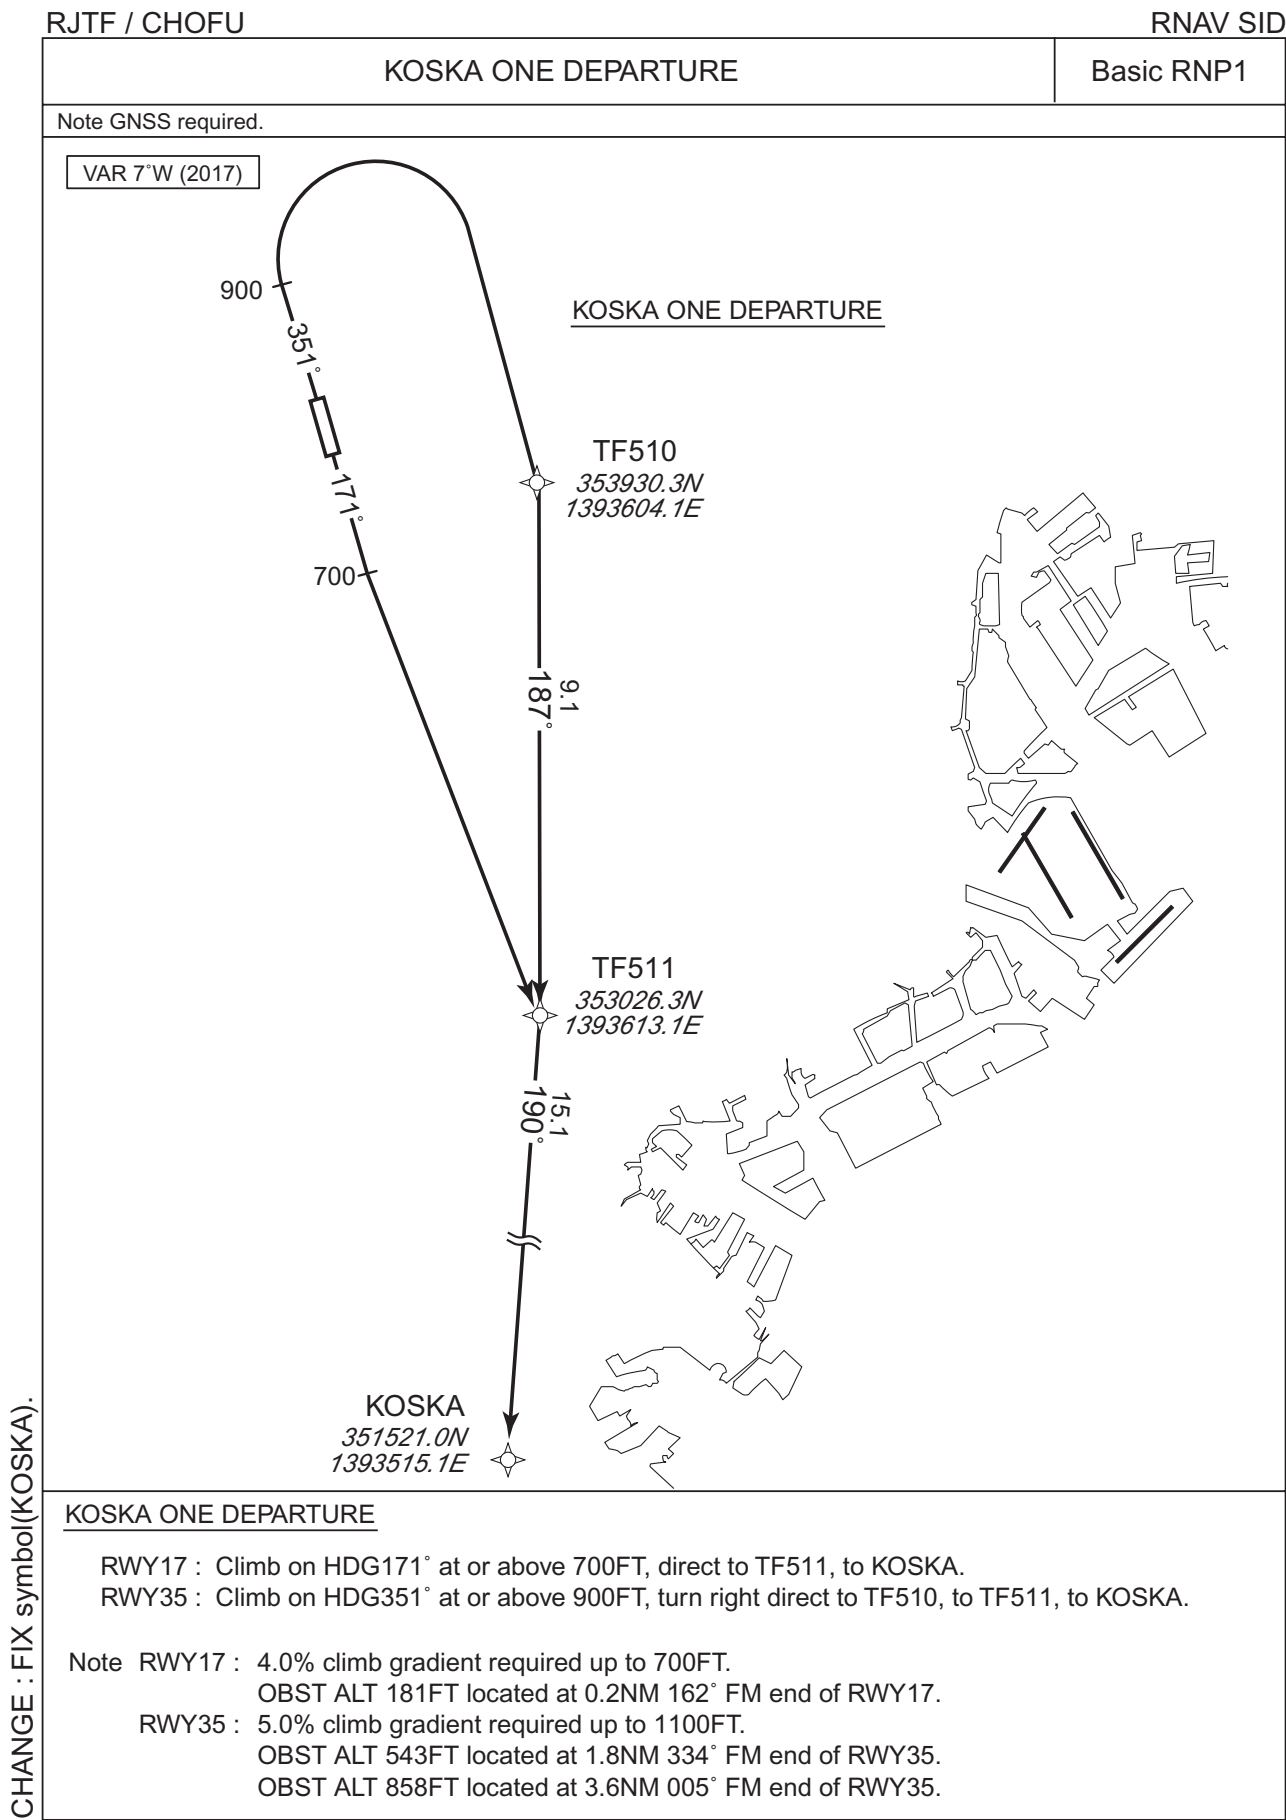 RJTF / CHOFU
RNAV SID
KOSKA ONE DEPARTURE
Basic RNP1
Note GNSS required.
VAR 7˚W (2017)
900
351˚
KOSKA ONE DEPARTURE
TF510
353930.3N
1393604.1E
171˚
700
9.1
187˚
TF511
353026.3N
1393613.1E
15.1
190˚
KOSKA
351521.0N
1393515.1E
KOSKA ONE DEPARTURE
RWY17 : Climb on HDG171˚ at or above 700FT, direct to TF511, to KOSKA.
RWY35 : Climb on HDG351˚ at or above 900FT, turn right direct to TF510, to TF511, to KOSKA.
Note RWY17 : 4.0% climb gradient required up to 700FT.
OBST ALT 181FT located at 0.2NM 162˚ FM end of RWY17.
RWY35 : 5.0% climb gradient required up to 1100FT.
OBST ALT 543FT located at 1.8NM 334˚ FM end of RWY35.
OBST ALT 858FT located at 3.6NM 005˚ FM end of RWY35.
CHANGE : FIX symbol(KOSKA).